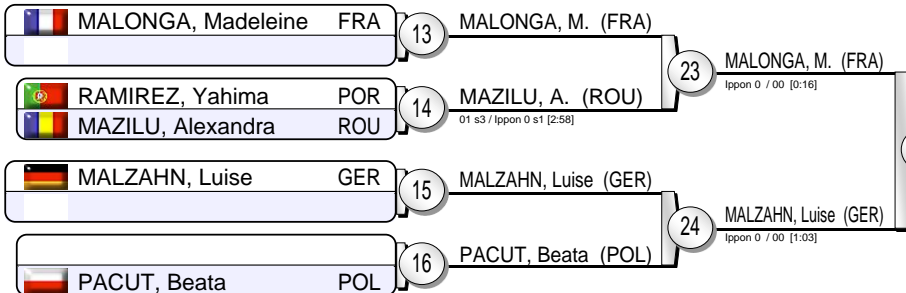 MALONGA, Madeleine FRA
13
MALONGA, M. (FRA)
23
MALONGA, M. (FRA)
Ippon 0 / 00 [0:16]
RAMIREZ, Yahima POR
MAZILU, Alexandra ROU
14
MAZILU, A. (ROU)
01 s3 / Ippon 0 s1 [2:58]
MALZAHN, Luise GER
15
MALZAHN, Luise (GER)
24
MALZAHN, Luise (GER)
Ippon 0 / 00 [1:03]
PACUT, Beata POL
16
PACUT, Beata (POL)